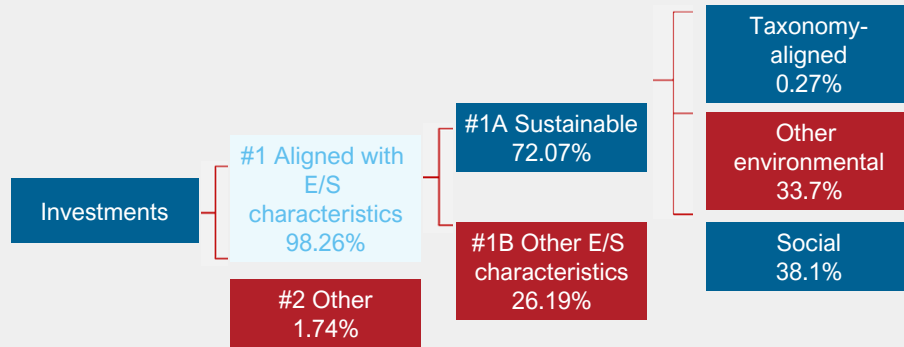 Investments
#1 Aligned with
E/S
characteristics
98.26%
#2 Other
1.74%
#1A Sustainable
72.07%
#1B Other E/S
characteristics
26.19%
Taxonomy-
aligned
0.27%
Other
environmental
33.7%
Social
38.1%